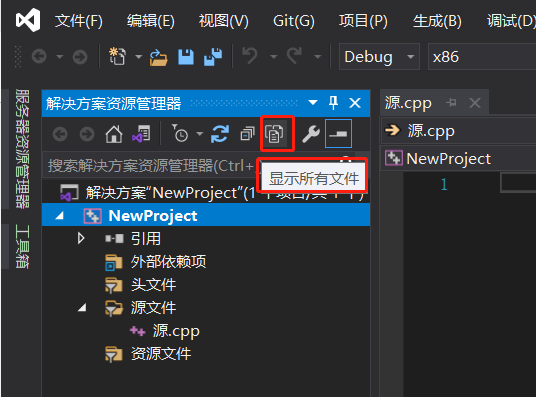 文件(F) 编辑(E) 视图(V) Git(G) 项目(P) 生成(B) 调试(D)
Debug x86
服务器资源管理器
工具箱
解决方案资源管理器
搜索解决方案资源管理器(Ctrl+
显示所有文件
解决方案"NewProject"(1
NewProject
引用
外部依赖项
头文件
源文件
源.cpp
资源文件
源.cpp
源.cpp
NewProject
1